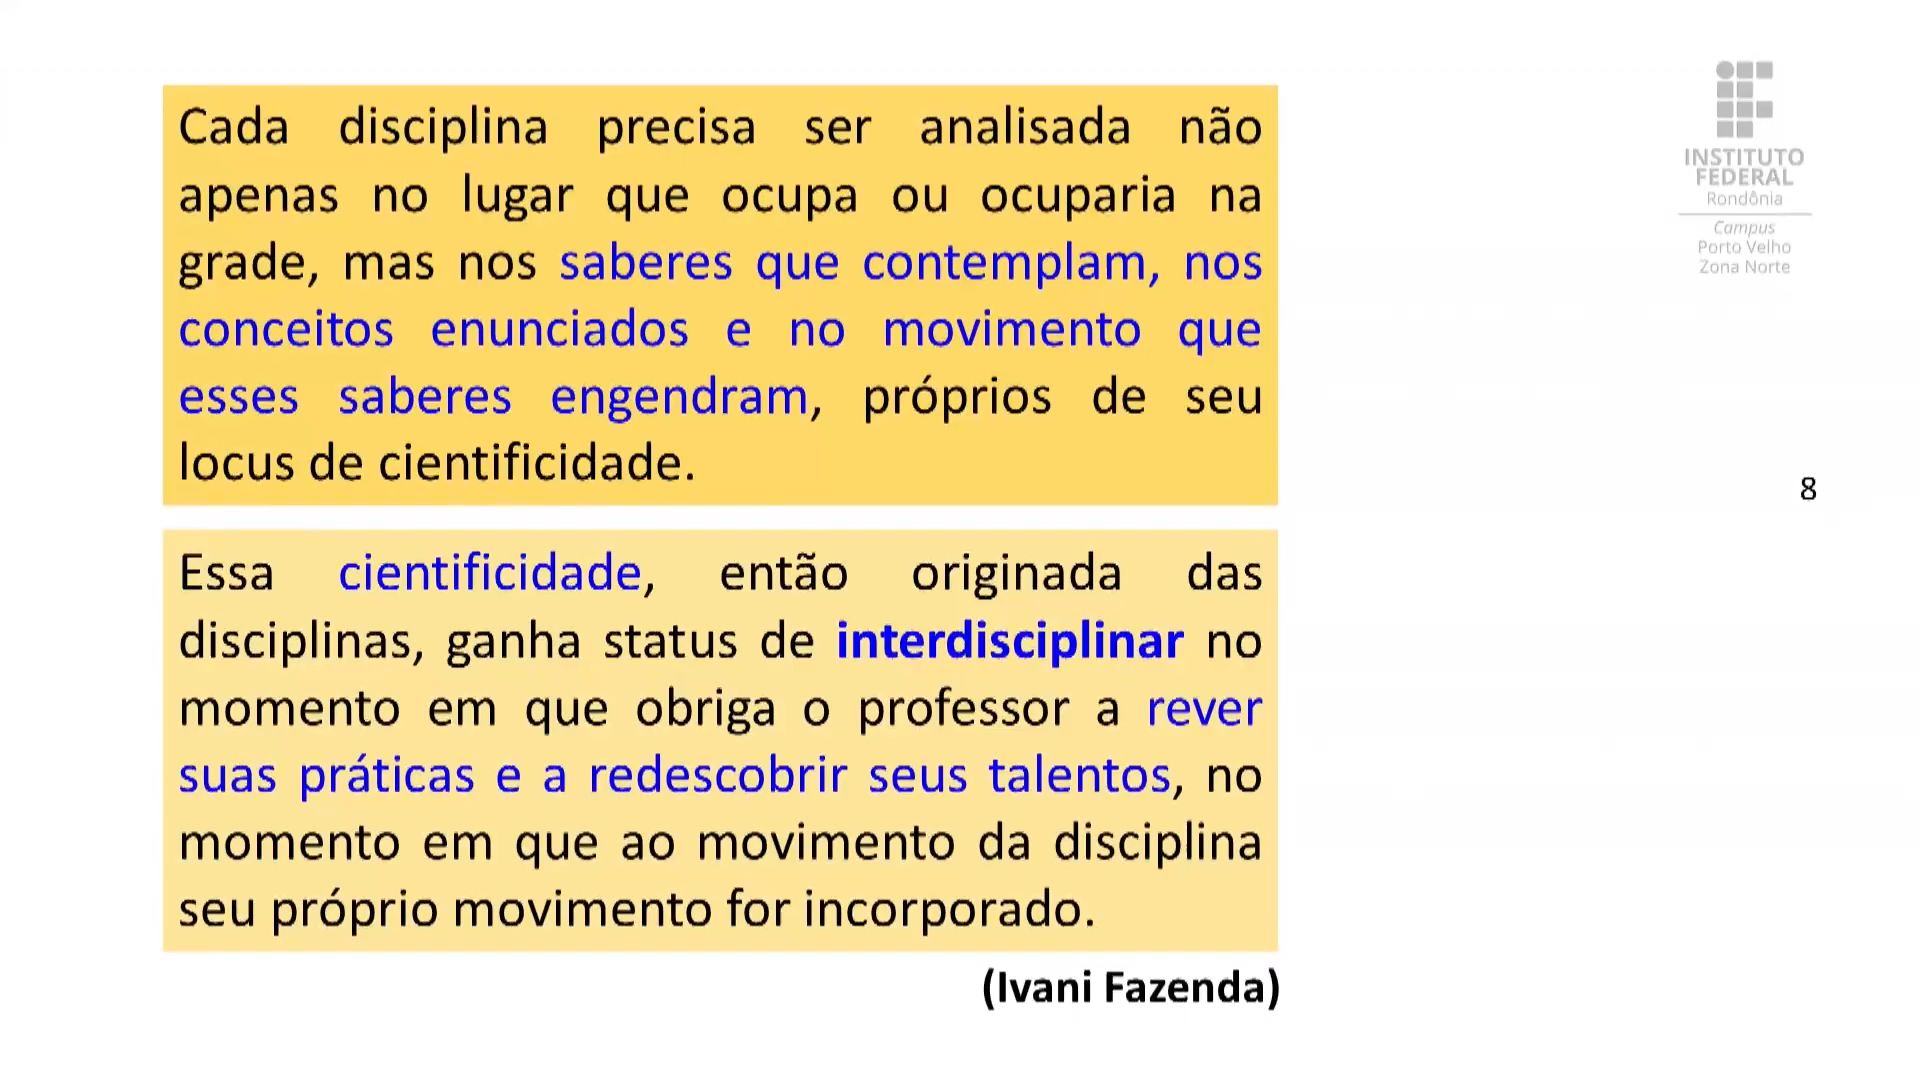 Cada disciplina precisa ser analisada não
apenas no lugar que ocupa ou ocuparia na
grade, mas nos saberes que contemplam, nos
conceitos enunciados e no movimento que
esses saberes engendram, próprios de seu
locus de cientificidade.
Essa cientificidade, então originada das
disciplinas, ganha status de interdisciplinar no
momento em que obriga o professor a rever
suas práticas e a redescobrir seus talentos, no
momento em que ao movimento da disciplina
seu próprio movimento for incorporado.
(Ivani Fazenda)
INSTITUTO
FEDERAL
Rondônia
Campus
Porto Velho
Zona Norte
8